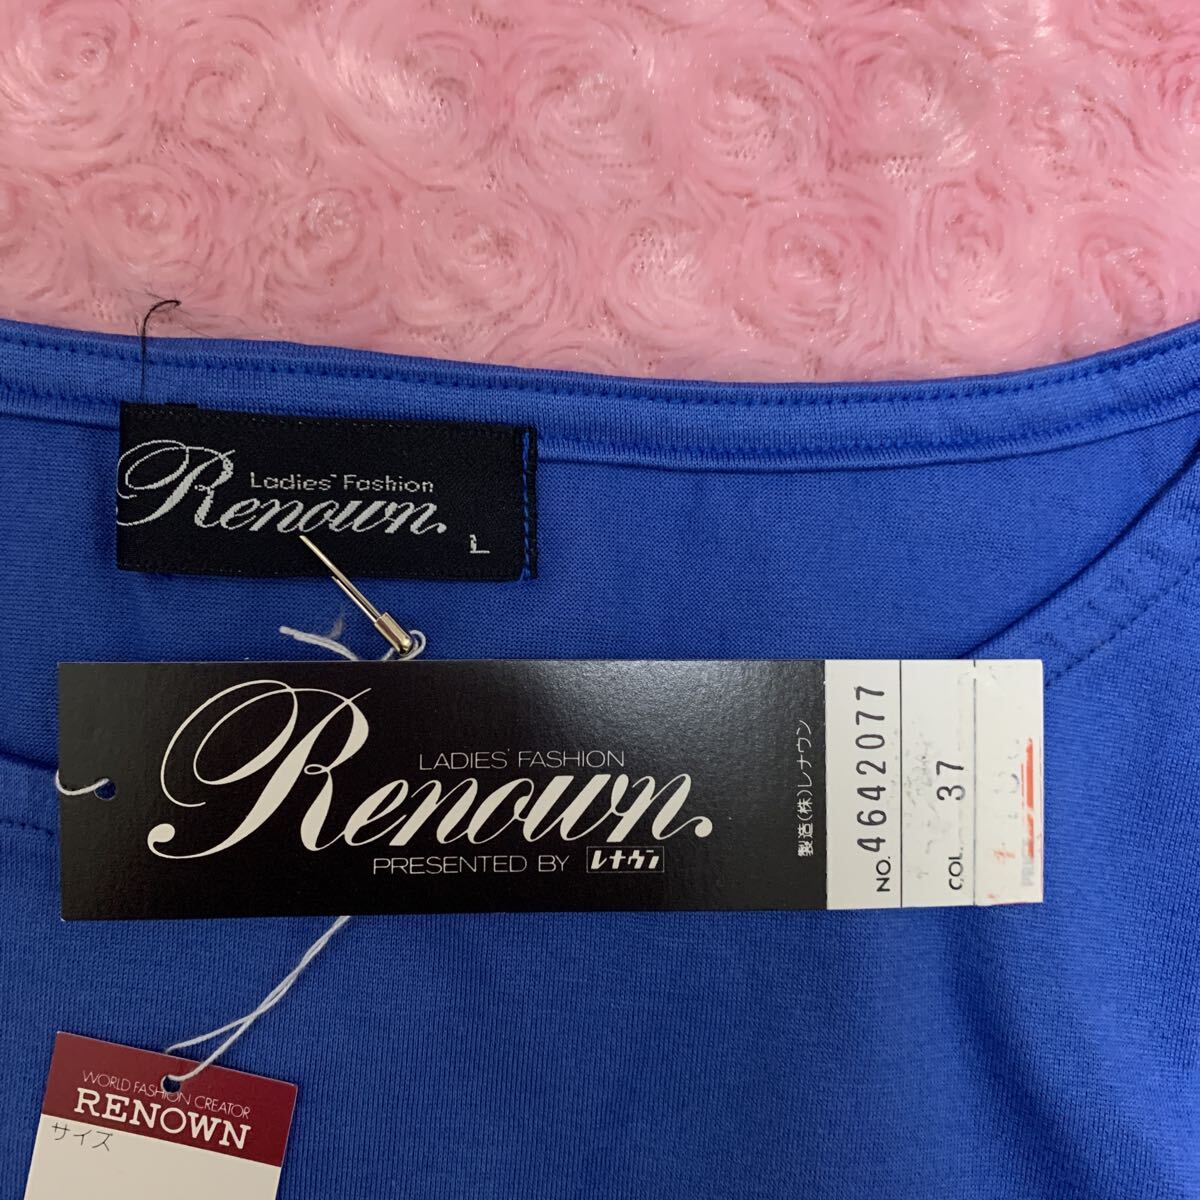 Ladies' Fashion
Renown.
L
LADIES' FASHION
Renown.
PRESENTED BY レナウン
製造(株)レナウン
NO. 4642077
COL. 37
WORLD FASHION CREATOR
RENOWN
サイズ